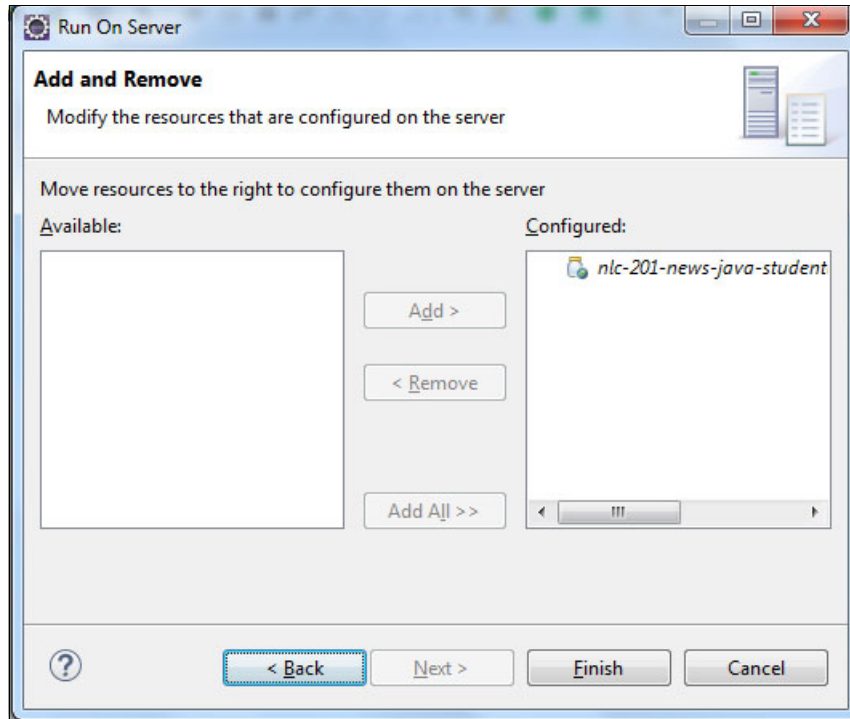 Run On Server
Add and Remove
Modify the resources that are configured on the server
Move resources to the right to configure them on the server
Available:
Configured:
nlc-201-news-java-student
Add >
< Remove
Add All >>
< Back
Next >
Finish
Cancel